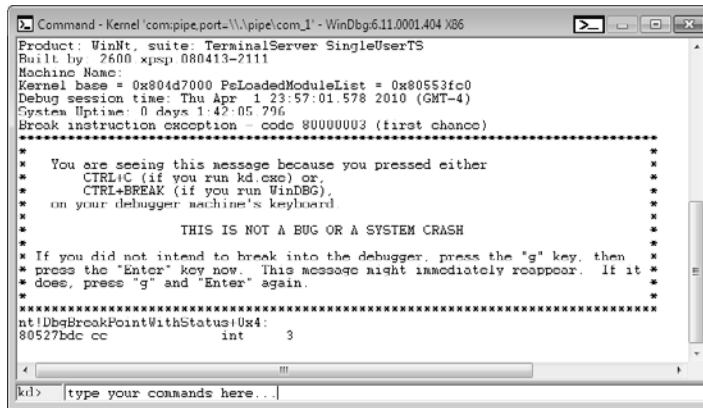 Command - Kernel 'com:pipe,port=\\.\pipe\com_1' - WinDbg:6.11.0001.404 X86
Product: WinNt, suite: TerminalServer SingleUserTS
Built by: 2600.xpsp.080413-2111
Machine Name:
Kernel base = 0x804d7000 PsLoadedModuleList = 0x80553fc0
Debug session time: Thu Apr  1 23:57:01.578 2010 (GMT-4)
System Uptime: 0 days 1:42:05.796
Break instruction exception - code 80000003 (first chance)
*******************************************************************************
*                                                                             *
*   You are seeing this message because you pressed either                    *
*       CTRL+C (if you run kd.exe) or,                                        *
*       CTRL+BREAK (if you run WinDBG),                                       *
*   on your debugger machine's keyboard.                                      *
*                                                                             *
*                   THIS IS NOT A BUG OR A SYSTEM CRASH                       *
*                                                                             *
* If you did not intend to break into the debugger, press the "g" key, then   *
* press the "Enter" key now.  This message might immediately reappear.  If it *
* does, press "g" and "Enter" again.                                          *
*                                                                             *
*******************************************************************************
nt!DbgBreakPointWithStatus+0x4:
80527bdc cc              int     3
kd> type your commands here...